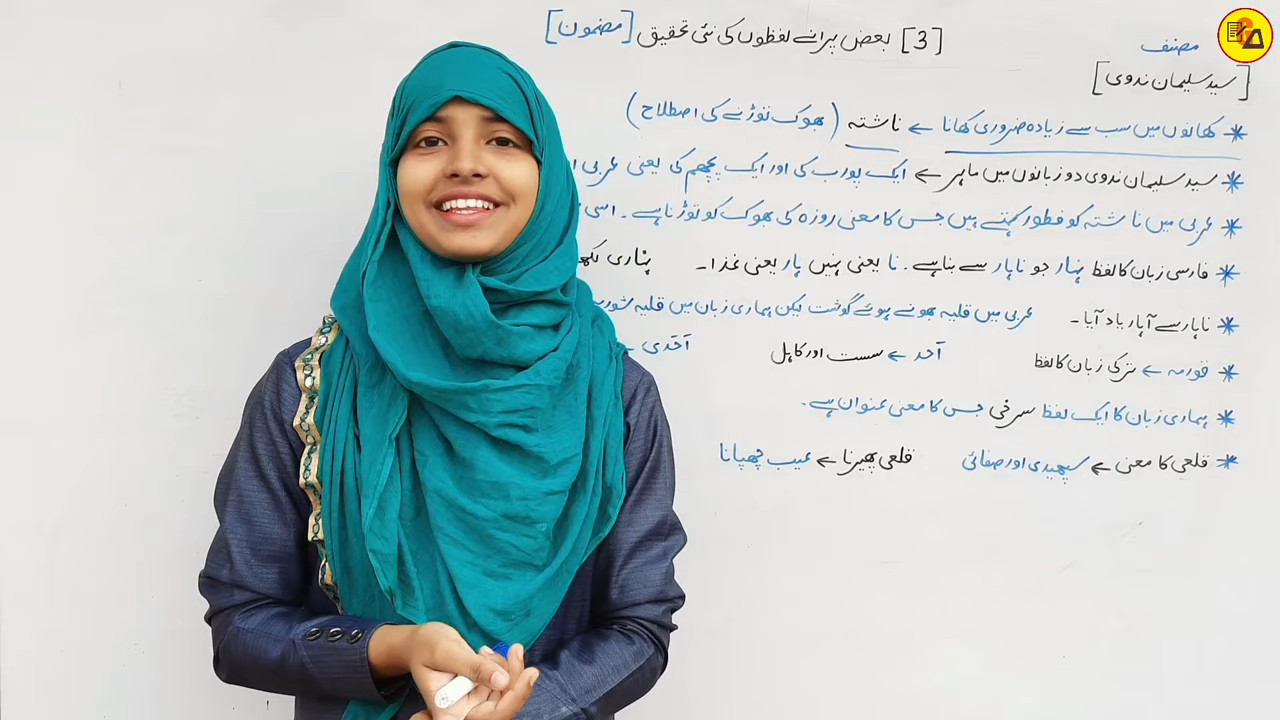 [3] بعض پرانے لفظوں کی نئی تحقیق [مضمون]
مصنف
[سید سلیمان ندوی]
* کھانوں میں سب سے زیادہ ضروری کھانا ← ناشتہ (بھوک توڑنے کی اصطلاح)
* سید سلیمان ندوی دو زبانوں میں ماہر ← ایک پورب کی اور ایک پچھم کی یعنی عربی
* عربی میں ناشتہ کو فطور کہتے ہیں جس کا معنی روزہ کی بھوک کو توڑنا ہے۔ اسی
* فارسی زبان کا لفظ نہار جو ناہار سے بنا ہے۔ نا یعنی نہیں ہار یعنی غذا۔
* ناہار سے آہار یاد آیا۔ عربی میں قلیہ بھونے ہوئے گوشت لیکن ہماری زبان میں قلیہ
* قورمہ ← ترکی زبان کا لفظ ← سست اور کاہل
* ہماری زبان کا ایک لفظ سرخی جس کا معنی عنوان ہے۔
* قلعی کا معنی ← سپیدی اور صفائی قلعی پھیرنا ← عیب چھپانا